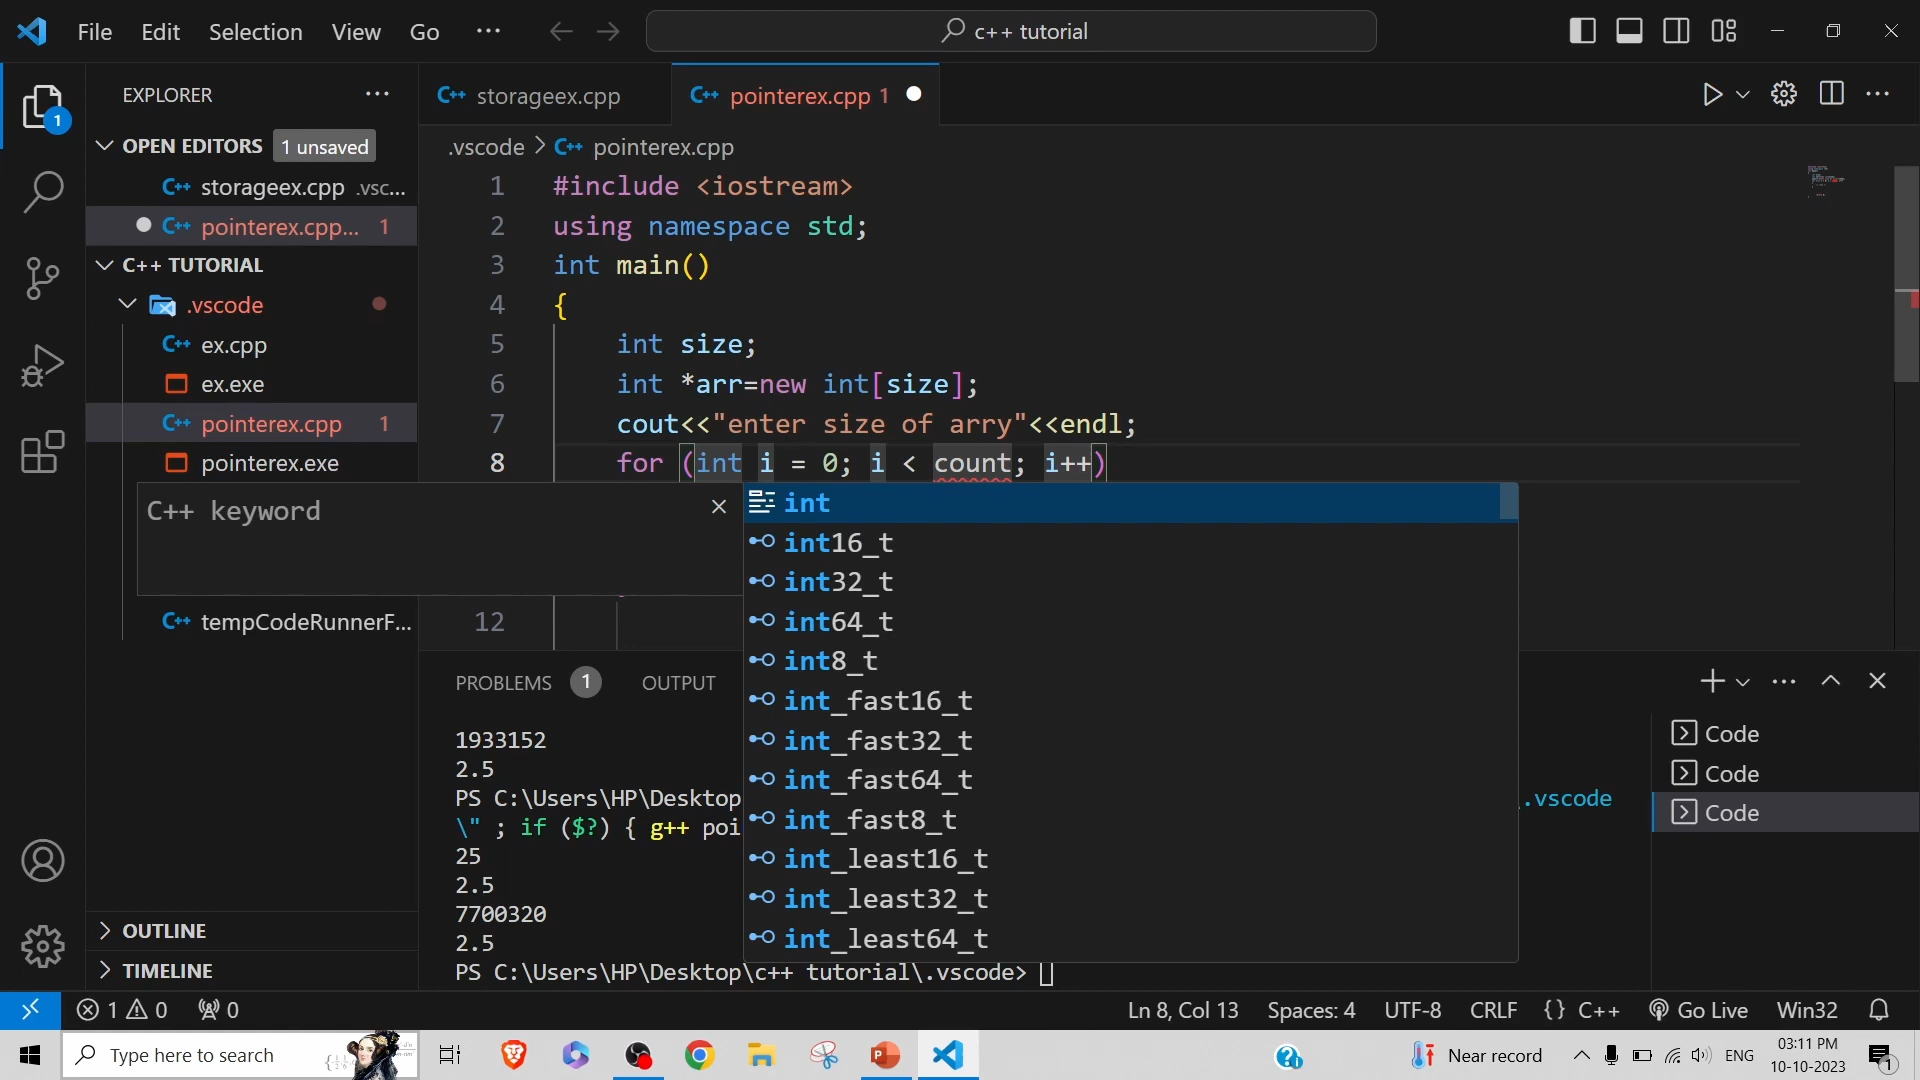 File Edit Selection View Go ··· c++ tutorial
EXPLORER ···
OPEN EDITORS 1 unsaved
storageex.cpp .vsc...
pointerex.cpp... 1
C++ TUTORIAL
.vscode
ex.cpp
ex.exe
pointerex.cpp 1
pointerex.exe
tempCodeRunnerF...
OUTLINE
TIMELINE
storageex.cpp
pointerex.cpp 1
.vscode > pointerex.cpp
1 #include <iostream>
2 using namespace std;
3 int main()
4 {
5 int size;
6 int *arr=new int[size];
7 cout<<"enter size of arry"<<endl;
8 for (int i = 0; i < count; i++)
C++ keyword
int
int16_t
int32_t
int64_t
int8_t
int_fast16_t
int_fast32_t
int_fast64_t
int_fast8_t
int_least16_t
int_least32_t
int_least64_t
12
PROBLEMS 1 OUTPUT
1933152
2.5
PS C:\Users\HP\Desktop .vscode
\" ; if ($?) { g++ poi
25
2.5
7700320
2.5
PS C:\Users\HP\Desktop\c++ tutorial\.vscode>
Code
Code
Code
1 0 0 Ln 8, Col 13 Spaces: 4 UTF-8 CRLF {} C++ Go Live Win32
Type here to search Near record ENG 03:11 PM
10-10-2023
1